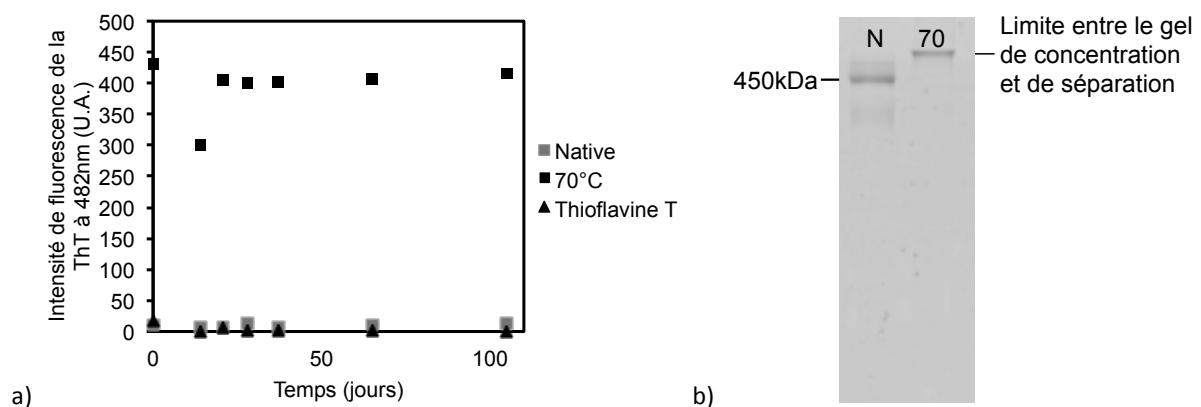 Intensité de fluorescence de la
ThT à 482nm (U.A.)
500
450
400
350
300
250
200
150
100
50
0
0
50
100
Temps (jours)
Native
70°C
Thioflavine T
a)
N
70
450kDa
Limite entre le gel
de concentration
et de séparation
b)